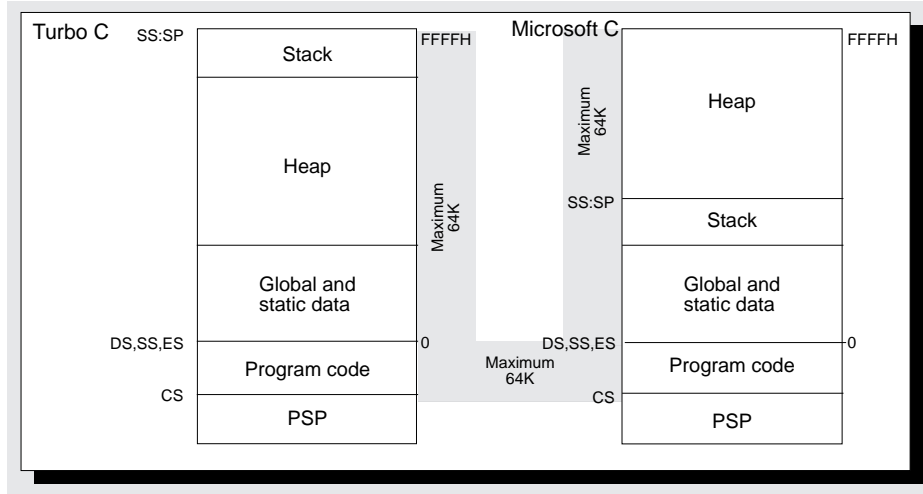 Turbo C
SS:SP
Stack
FFFFH
Heap
Maximum
64K
Global and
static data
DS,SS,ES
0
Program code
CS
PSP
Maximum
64K
Microsoft C
FFFFH
Heap
Maximum
64K
SS:SP
Stack
Global and
static data
DS,SS,ES
0
Program code
CS
PSP